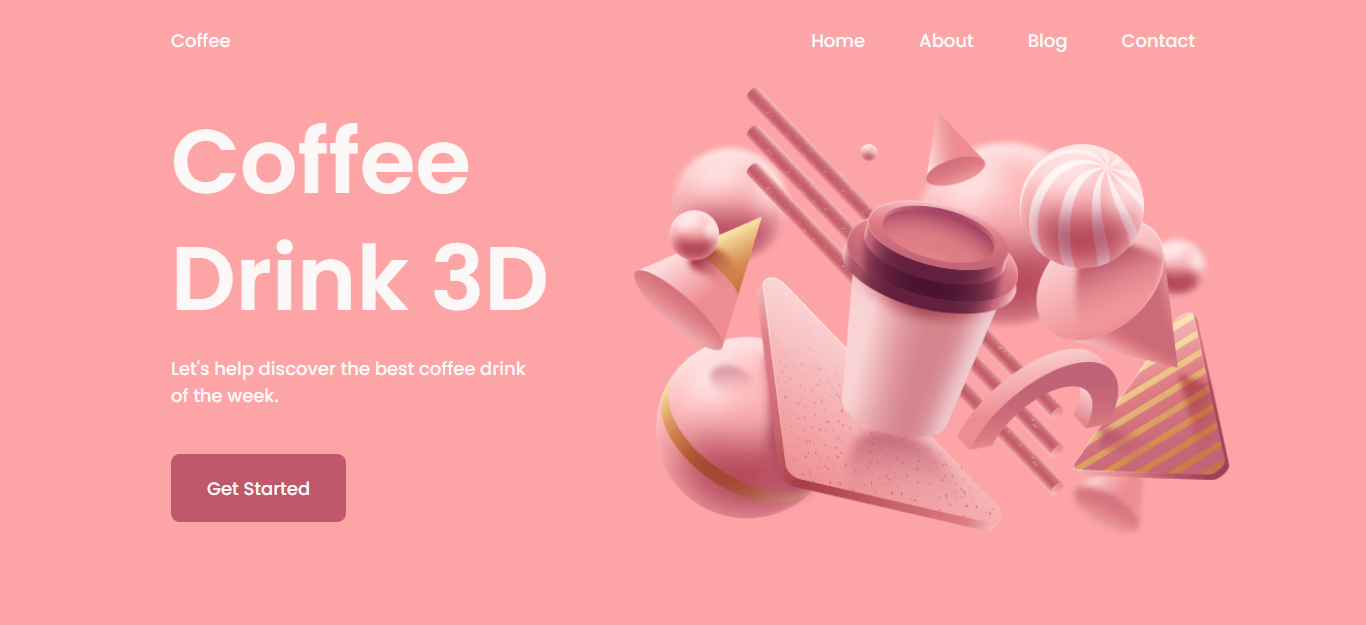 Coffee
Home About Blog Contact
Coffee
Drink 3D
Let's help discover the best coffee drink
of the week.
Get Started